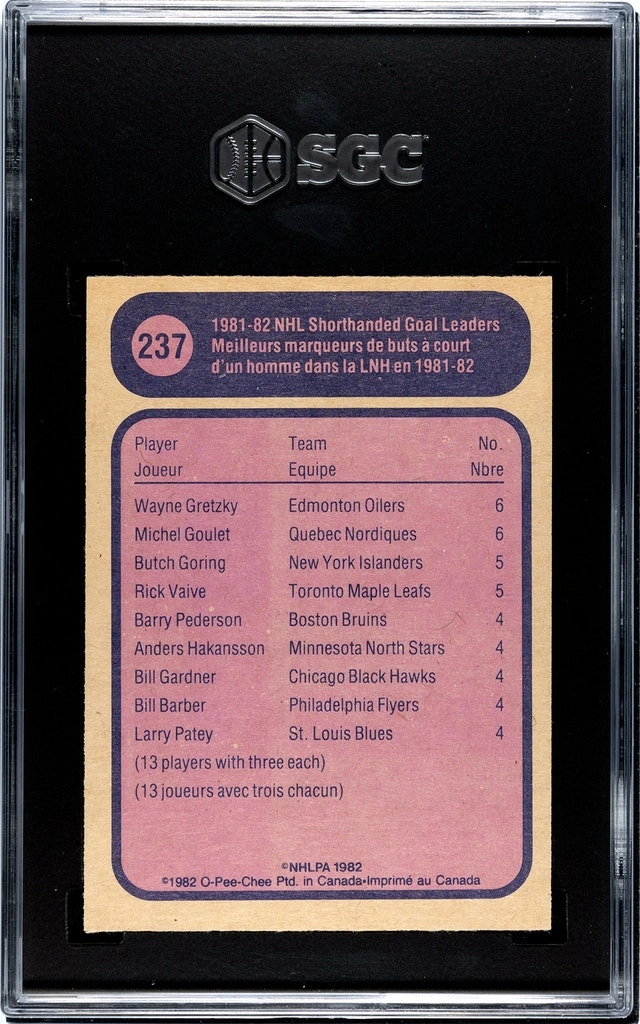 SGC
237
1981-82 NHL Shorthanded Goal Leaders
Meilleurs marqueurs de buts à court
d'un homme dans la LNH en 1981-82
Player Team No.
Joueur Equipe Nbre
Wayne Gretzky Edmonton Oilers 6
Michel Goulet Quebec Nordiques 6
Butch Goring New York Islanders 5
Rick Vaive Toronto Maple Leafs 5
Barry Pederson Boston Bruins 4
Anders Hakansson Minnesota North Stars 4
Bill Gardner Chicago Black Hawks 4
Bill Barber Philadelphia Flyers 4
Larry Patey St. Louis Blues 4
(13 players with three each)
(13 joueurs avec trois chacun)
©NHLPA 1982
©1982 O-Pee-Chee Ptd. in Canada•Imprimé au Canada